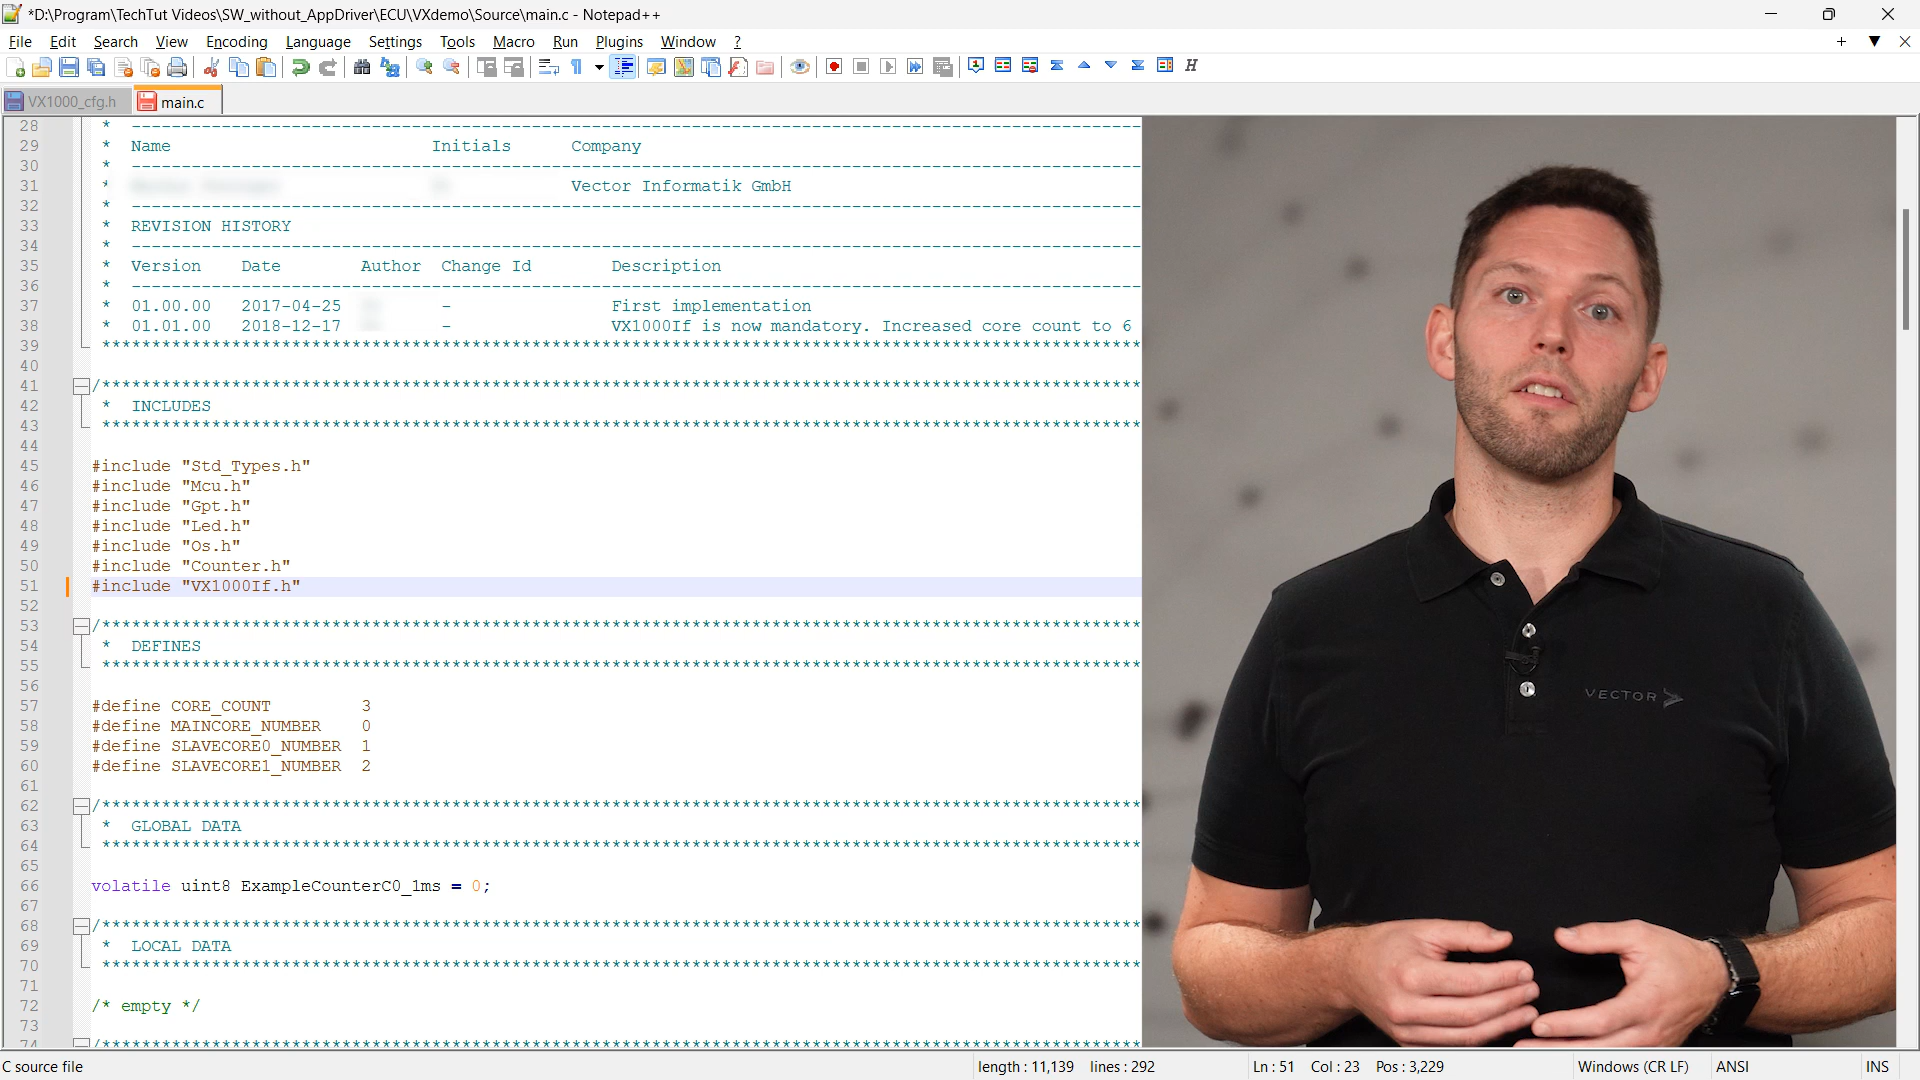 *D:\Program\TechTut Videos\SW_without_AppDriver\ECU\VXdemo\Source\main.c - Notepad++
File Edit Search View Encoding Language Settings Tools Macro Run Plugins Window ?
VX1000_cfg.h main.c
28 * ----------------------------------------------------------------
29 * Name Initials Company
30 * ----------------------------------------------------------------
31 * Vector Informatik GmbH
32 * ----------------------------------------------------------------
33 * REVISION HISTORY
34 * ----------------------------------------------------------------
35 * Version Date Author Change Id Description
36 * ----------------------------------------------------------------
37 * 01.00.00 2017-04-25 - First implementation
38 * 01.01.00 2018-12-17 - VX1000If is now mandatory. Increased core count to 6
39 ****************************************************************
40
41 /****************************************************************
42 * INCLUDES
43 ****************************************************************
44
45 #include "Std_Types.h"
46 #include "Mcu.h"
47 #include "Gpt.h"
48 #include "Led.h"
49 #include "Os.h"
50 #include "Counter.h"
51 #include "VX1000If.h"
52
53 /****************************************************************
54 * DEFINES
55 ****************************************************************
56
57 #define CORE_COUNT 3
58 #define MAINCORE_NUMBER 0
59 #define SLAVECORE0_NUMBER 1
60 #define SLAVECORE1_NUMBER 2
61
62 /****************************************************************
63 * GLOBAL DATA
64 ****************************************************************
65
66 volatile uint8 ExampleCounterC0_1ms = 0;
67
68 /****************************************************************
69 * LOCAL DATA
70 ****************************************************************
71
72 /* empty */
73
74 /****************************************************************
VECTOR
C source file length : 11,139 lines : 292 Ln : 51 Col : 23 Pos : 3,229 Windows (CR LF) ANSI INS